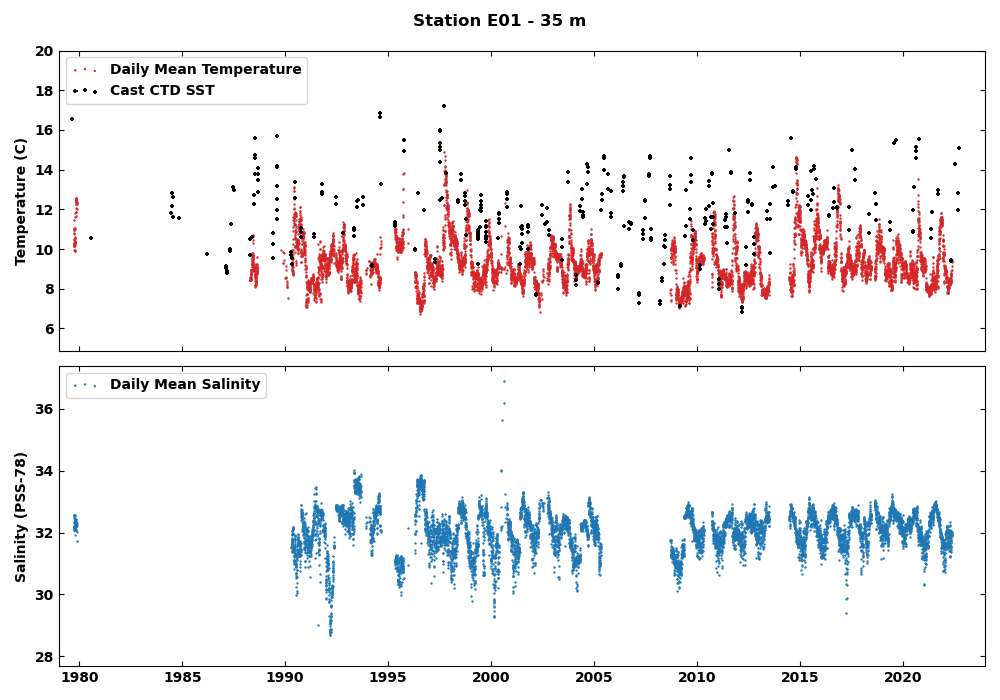 Station E01 - 35 m
Temperature (C)
20
18
16
14
12
10
8
6
Daily Mean Temperature
Cast CTD SST
Salinity (PSS-78)
36
34
32
30
28
Daily Mean Salinity
1980 1985 1990 1995 2000 2005 2010 2015 2020